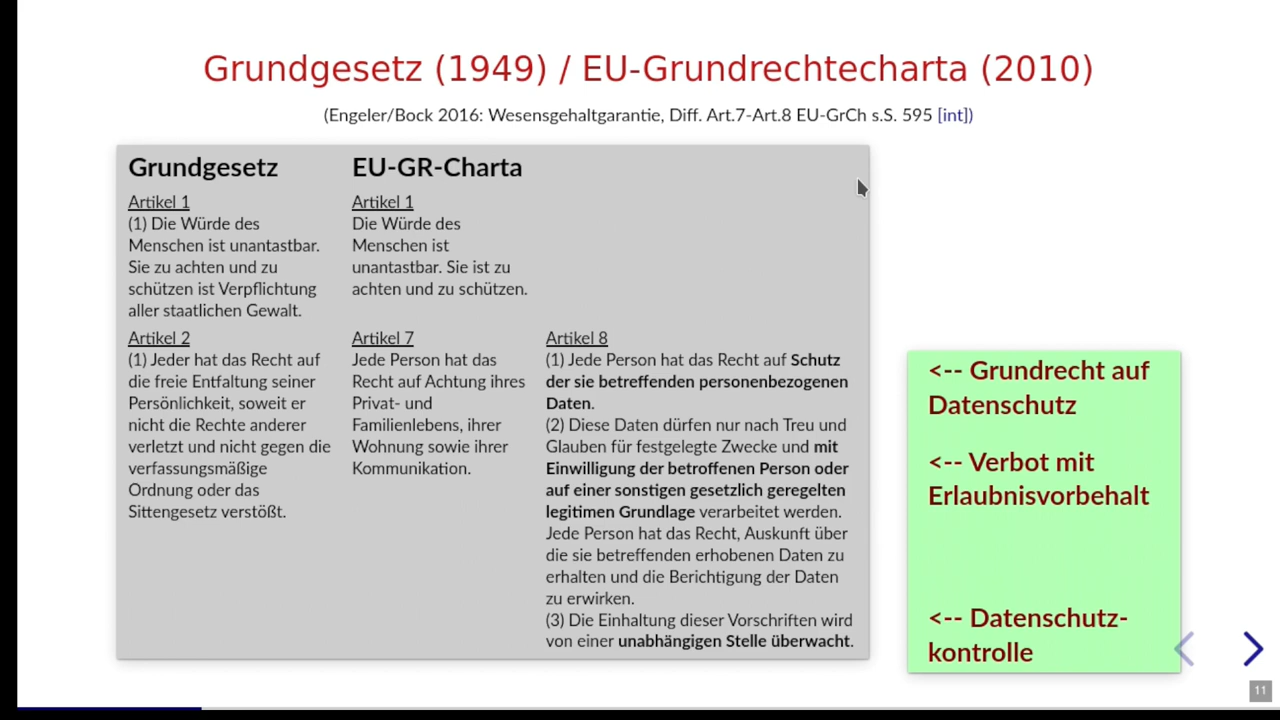 Grundgesetz (1949) / EU-Grundrechtecharta (2010)
(Engeler/Bock 2016: Wesensgehaltgarantie, Diff. Art.7-Art.8 EU-GrCh s.S. 595 [int])
Grundgesetz
Artikel 1
(1) Die Würde des
Menschen ist unantastbar.
Sie zu achten und zu
schützen ist Verpflichtung
aller staatlichen Gewalt.
Artikel 2
(1) Jeder hat das Recht auf
die freie Entfaltung seiner
Persönlichkeit, soweit er
nicht die Rechte anderer
verletzt und nicht gegen die
verfassungsmäßige
Ordnung oder das
Sittengesetz verstößt.
EU-GR-Charta
Artikel 1
Die Würde des
Menschen ist
unantastbar. Sie ist zu
achten und zu schützen.
Artikel 7
Jede Person hat das
Recht auf Achtung ihres
Privat- und
Familienlebens, ihrer
Wohnung sowie ihrer
Kommunikation.
Artikel 8
(1) Jede Person hat das Recht auf Schutz
der sie betreffenden personenbezogenen
Daten.
(2) Diese Daten dürfen nur nach Treu und
Glauben für festgelegte Zwecke und mit
Einwilligung der betroffenen Person oder
auf einer sonstigen gesetzlich geregelten
legitimen Grundlage verarbeitet werden.
Jede Person hat das Recht, Auskunft über
die sie betreffenden erhobenen Daten zu
erhalten und die Berichtigung der Daten
zu erwirken.
(3) Die Einhaltung dieser Vorschriften wird
von einer unabhängigen Stelle überwacht.
<-- Grundrecht auf
Datenschutz
<-- Verbot mit
Erlaubnisvorbehalt
<-- Datenschutz-
kontrolle
11